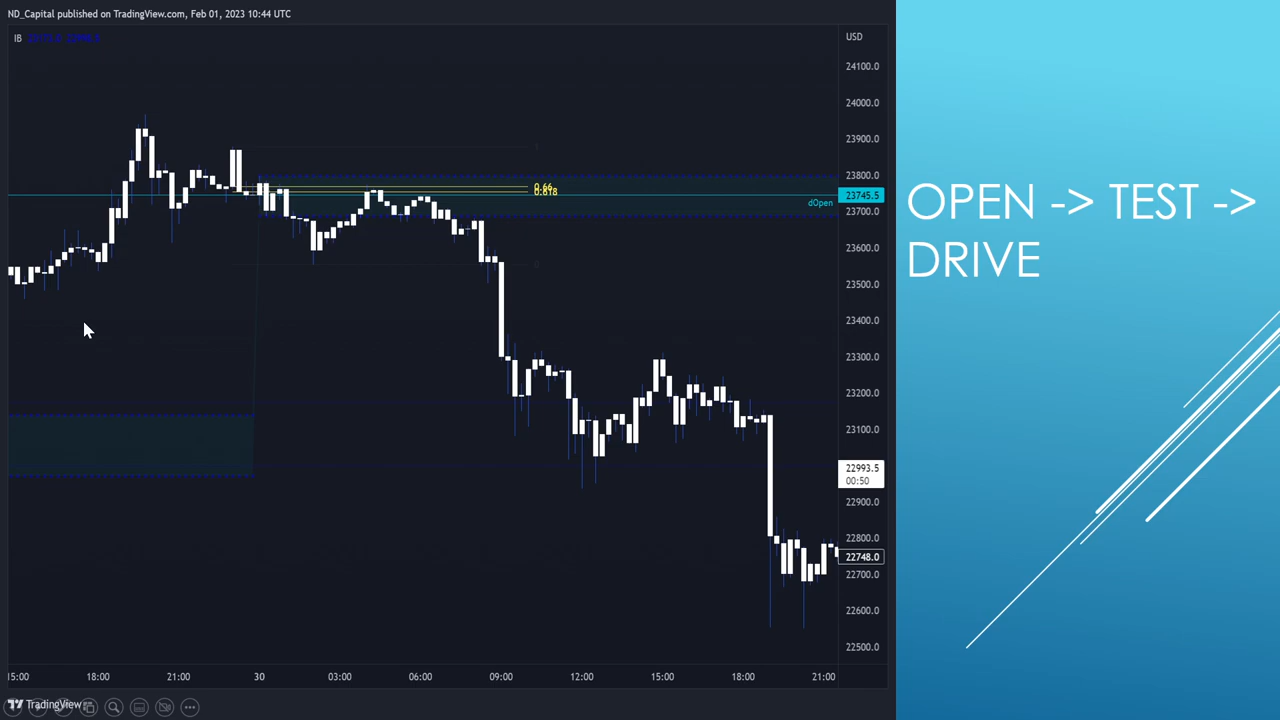 ND_Capital published on TradingView.com, Feb 01, 2023 10:44 UTC
IB
USD
24100.0
24000.0
23900.0
23800.0
23745.5
dOpen
23700.0
23600.0
23500.0
23400.0
23300.0
23200.0
23100.0
22993.5
00:50
22900.0
22800.0
22748.0
22700.0
22600.0
22500.0
15:00 18:00 30 03:00 06:00 09:00 12:00 15:00 18:00 21:00
TradingView
OPEN -> TEST ->
DRIVE